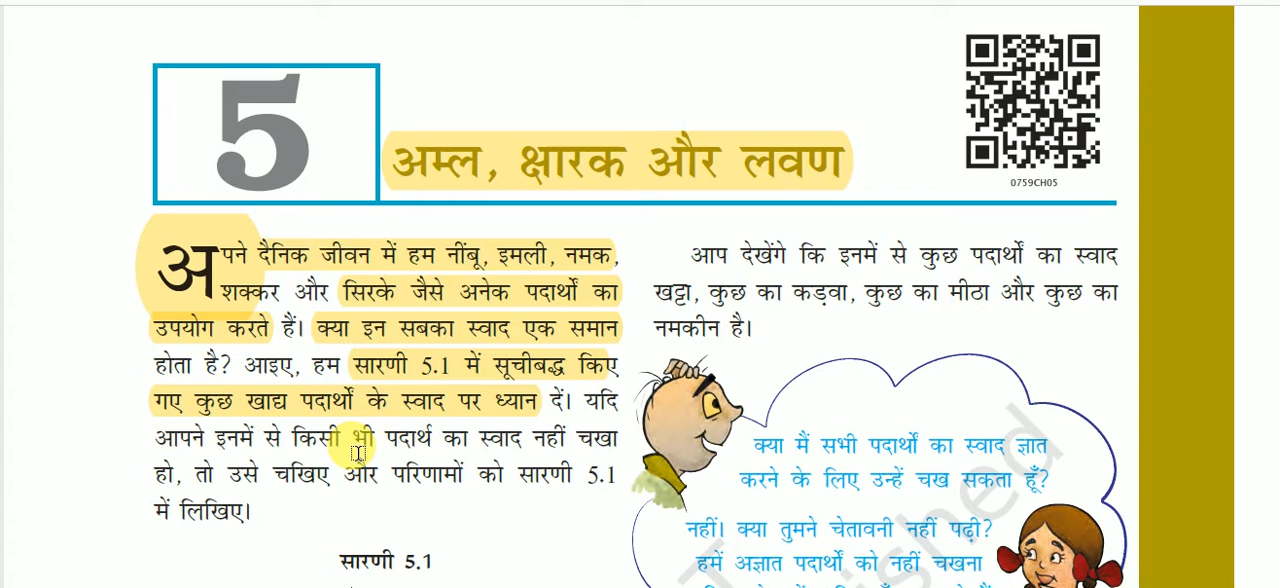 5
अम्ल, क्षारक और लवण
0759CH05
अपने दैनिक जीवन में हम नींबू, इमली, नमक,
शक्कर और सिरके जैसे अनेक पदार्थों का
उपयोग करते हैं। क्या इन सबका स्वाद एक समान
होता है? आइए, हम सारणी 5.1 में सूचीबद्ध किए
गए कुछ खाद्य पदार्थों के स्वाद पर ध्यान दें। यदि
आपने इनमें से किसी भी पदार्थ का स्वाद नहीं चखा
हो, तो उसे चखिए और परिणामों को सारणी 5.1
में लिखिए।
सारणी 5.1
आप देखेंगे कि इनमें से कुछ पदार्थों का स्वाद
खट्टा, कुछ का कड़वा, कुछ का मीठा और कुछ का
नमकीन है।
क्या मैं सभी पदार्थों का स्वाद ज्ञात
करने के लिए उन्हें चख सकता हूँ?
नहीं। क्या तुमने चेतावनी नहीं पढ़ी?
हमें अज्ञात पदार्थों को नहीं चखना